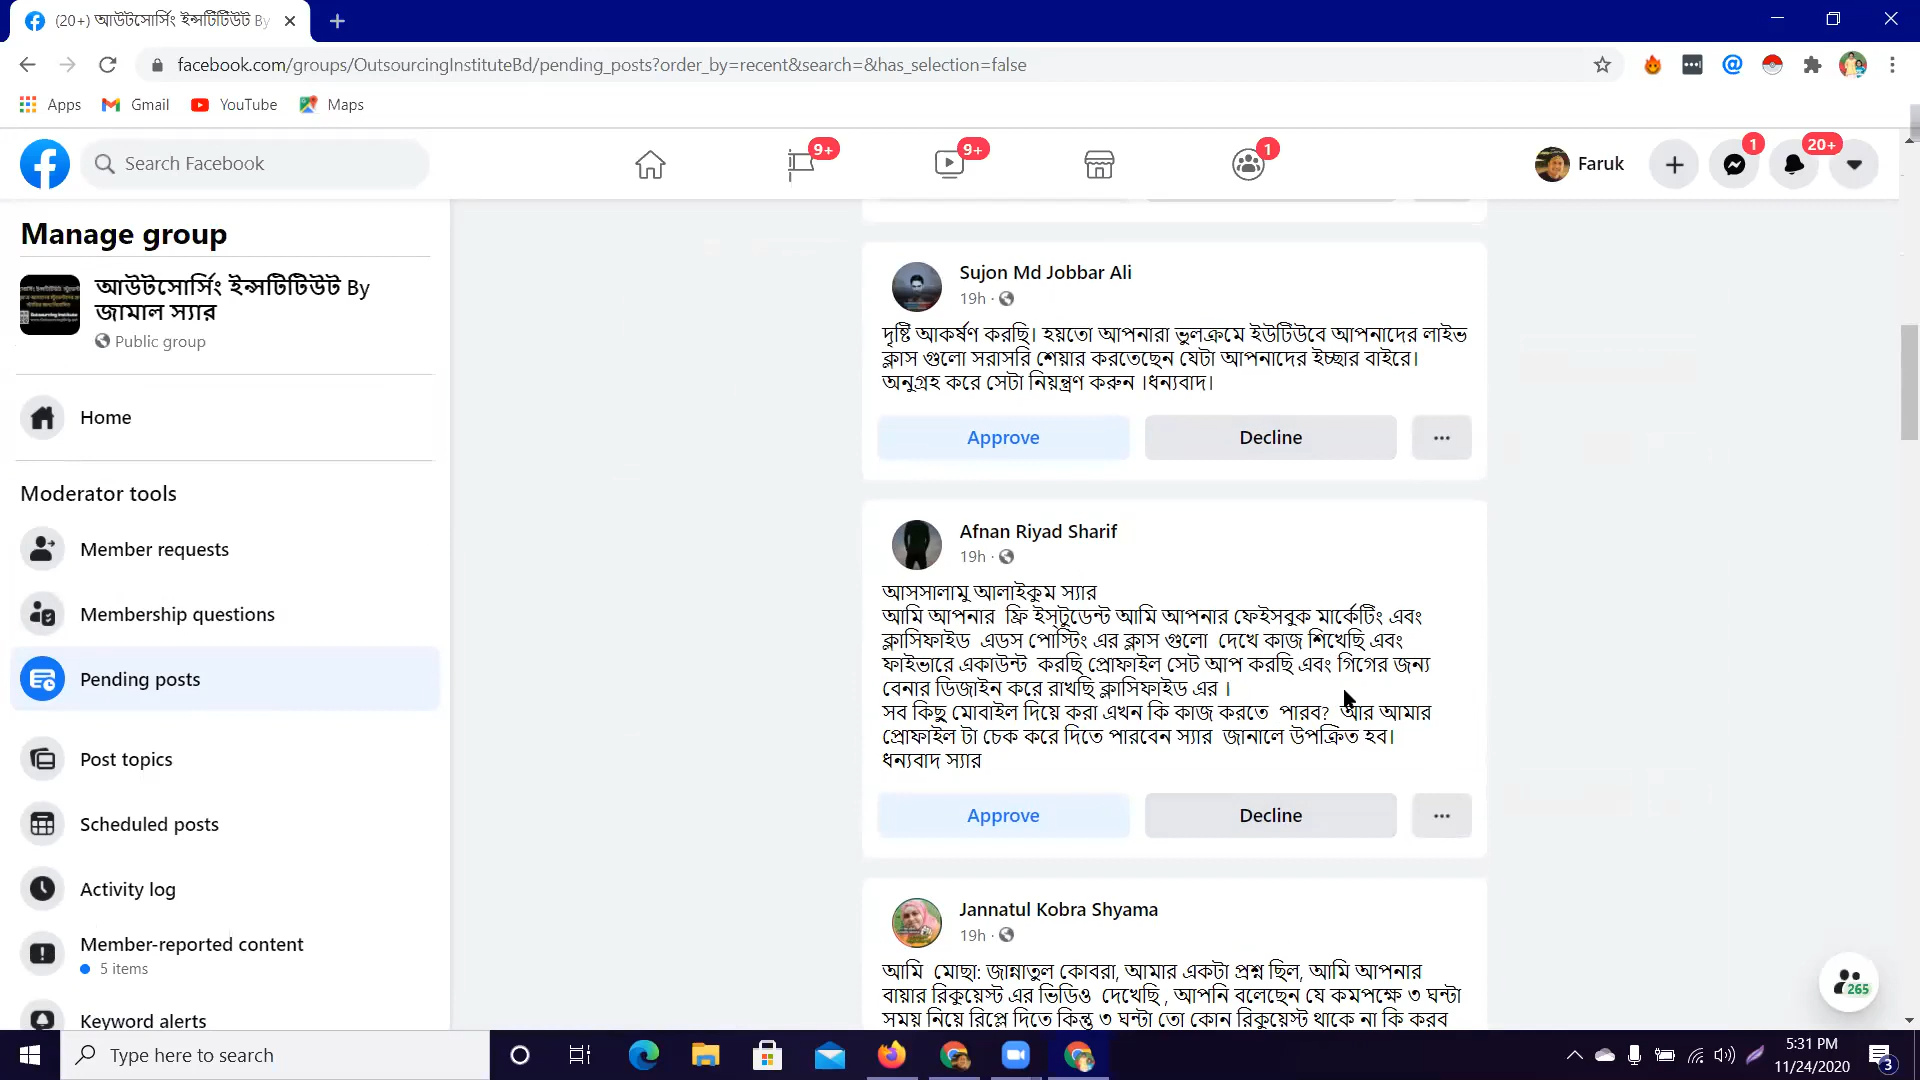 (20+) আউটসোর্সিং ইন্সটিটিউট By
facebook.com/groups/OutsourcingInstituteBd/pending_posts?order_by=recent&search=&has_selection=false
Apps Gmail YouTube Maps
Search Facebook
9+
9+
1
Faruk
1
20+
Manage group
আউটসোর্সিং ইন্সটিটিউট By
জামাল স্যার
Public group
Home
Moderator tools
Member requests
Membership questions
Pending posts
Post topics
Scheduled posts
Activity log
Member-reported content
5 items
Keyword alerts
Sujon Md Jobbar Ali
19h ·
দৃষ্টি আকর্ষণ করছি। হয়তো আপনারা ভুলক্রমে ইউটিউবে আপনাদের লাইভ
ক্লাস গুলো সরাসরি শেয়ার করতেছেন যেটা আপনাদের ইচ্ছার বাইরে।
অনুগ্রহ করে সেটা নিয়ন্ত্রণ করুন ।ধন্যবাদ।
Approve Decline
Afnan Riyad Sharif
19h ·
আসসালামু আলাইকুম স্যার
আমি আপনার ফ্রি ইস্টুডেন্ট আমি আপনার ফেইসবুক মার্কেটিং এবং
ক্লাসিফাইড এডস পোস্টিং এর ক্লাস গুলো দেখে কাজ শিখেছি এবং
ফাইভারে একাউন্ট করছি প্রোফাইল সেট আপ করছি এবং গিগের জন্য
বেনার ডিজাইন করে রাখছি ক্লাসিফাইড এর ।
সব কিছু মোবাইল দিয়ে করা এখন কি কাজ করতে পারব? আর আমার
প্রোফাইল টা চেক করে দিতে পারবেন স্যার জানালে উপক্রিত হব।
ধন্যবাদ স্যার
Approve Decline
Jannatul Kobra Shyama
19h ·
আমি মোছা: জান্নাতুল কোবরা, আমার একটা প্রশ্ন ছিল, আমি আপনার
বায়ার রিকুয়েস্ট এর ভিডিও দেখেছি , আপনি বলেছেন যে কমপক্ষে ৩ ঘন্টা
সময় নিয়ে রিপ্লে দিতে কিন্তু ৩ ঘন্টা তো কোন রিকুয়েস্ট থাকে না কি করব
265
Type here to search
5:31 PM
11/24/2020
3